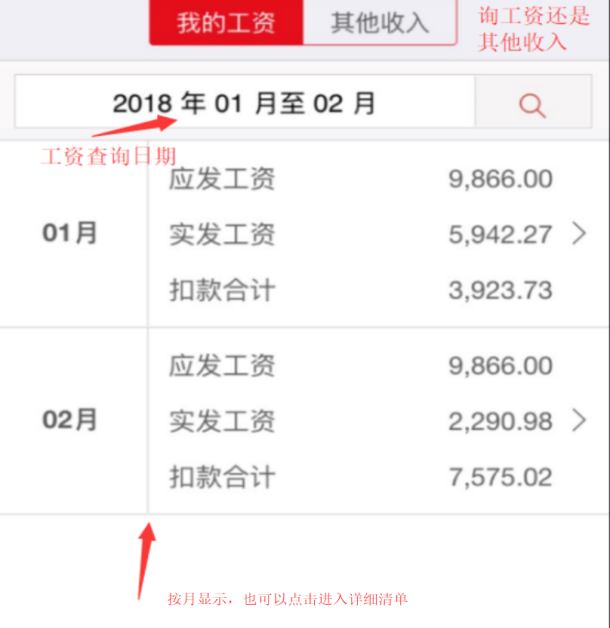 我的工资 其他收入
询工资还是
其他收入
2018 年 01 月至 02 月
工资查询日期
01月
应发工资 9,866.00
实发工资 5,942.27
扣款合计 3,923.73
02月
应发工资 9,866.00
实发工资 2,290.98
扣款合计 7,575.02
按月显示，也可以点击进入详细清单